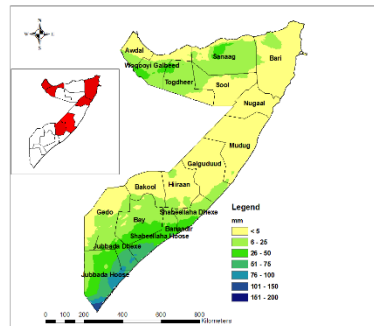 N
W
E
S
Awdal
Woqooyi Galbeed
Sanaag
Bari
Togdheer
Sool
Nugaal
Mudug
Galguduud
Hiiraan
Bakool
Gedo
Bay
Shabeellaha Dhexe
Banaadir
Shabeellaha Hoose
Jubbada Dhexe
Jubbada Hoose
Legend
mm
< 5
6 - 25
26 - 50
51 - 75
76 - 100
101 - 150
151 - 200
0 100 200 400 600 800
Kilometers